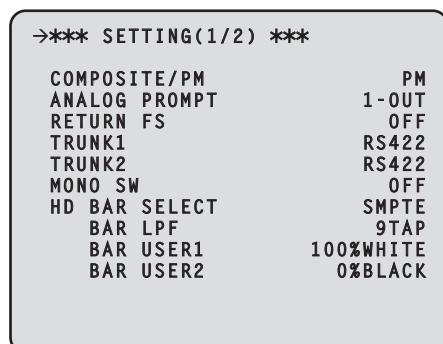 →*** SETTING(1/2) ***
COMPOSITE/PM PM
ANALOG PROMPT 1-OUT
RETURN FS OFF
TRUNK1 RS422
TRUNK2 RS422
MONO SW OFF
HD BAR SELECT SMPTE
BAR LPF 9TAP
BAR USER1 100%WHITE
BAR USER2 0%BLACK